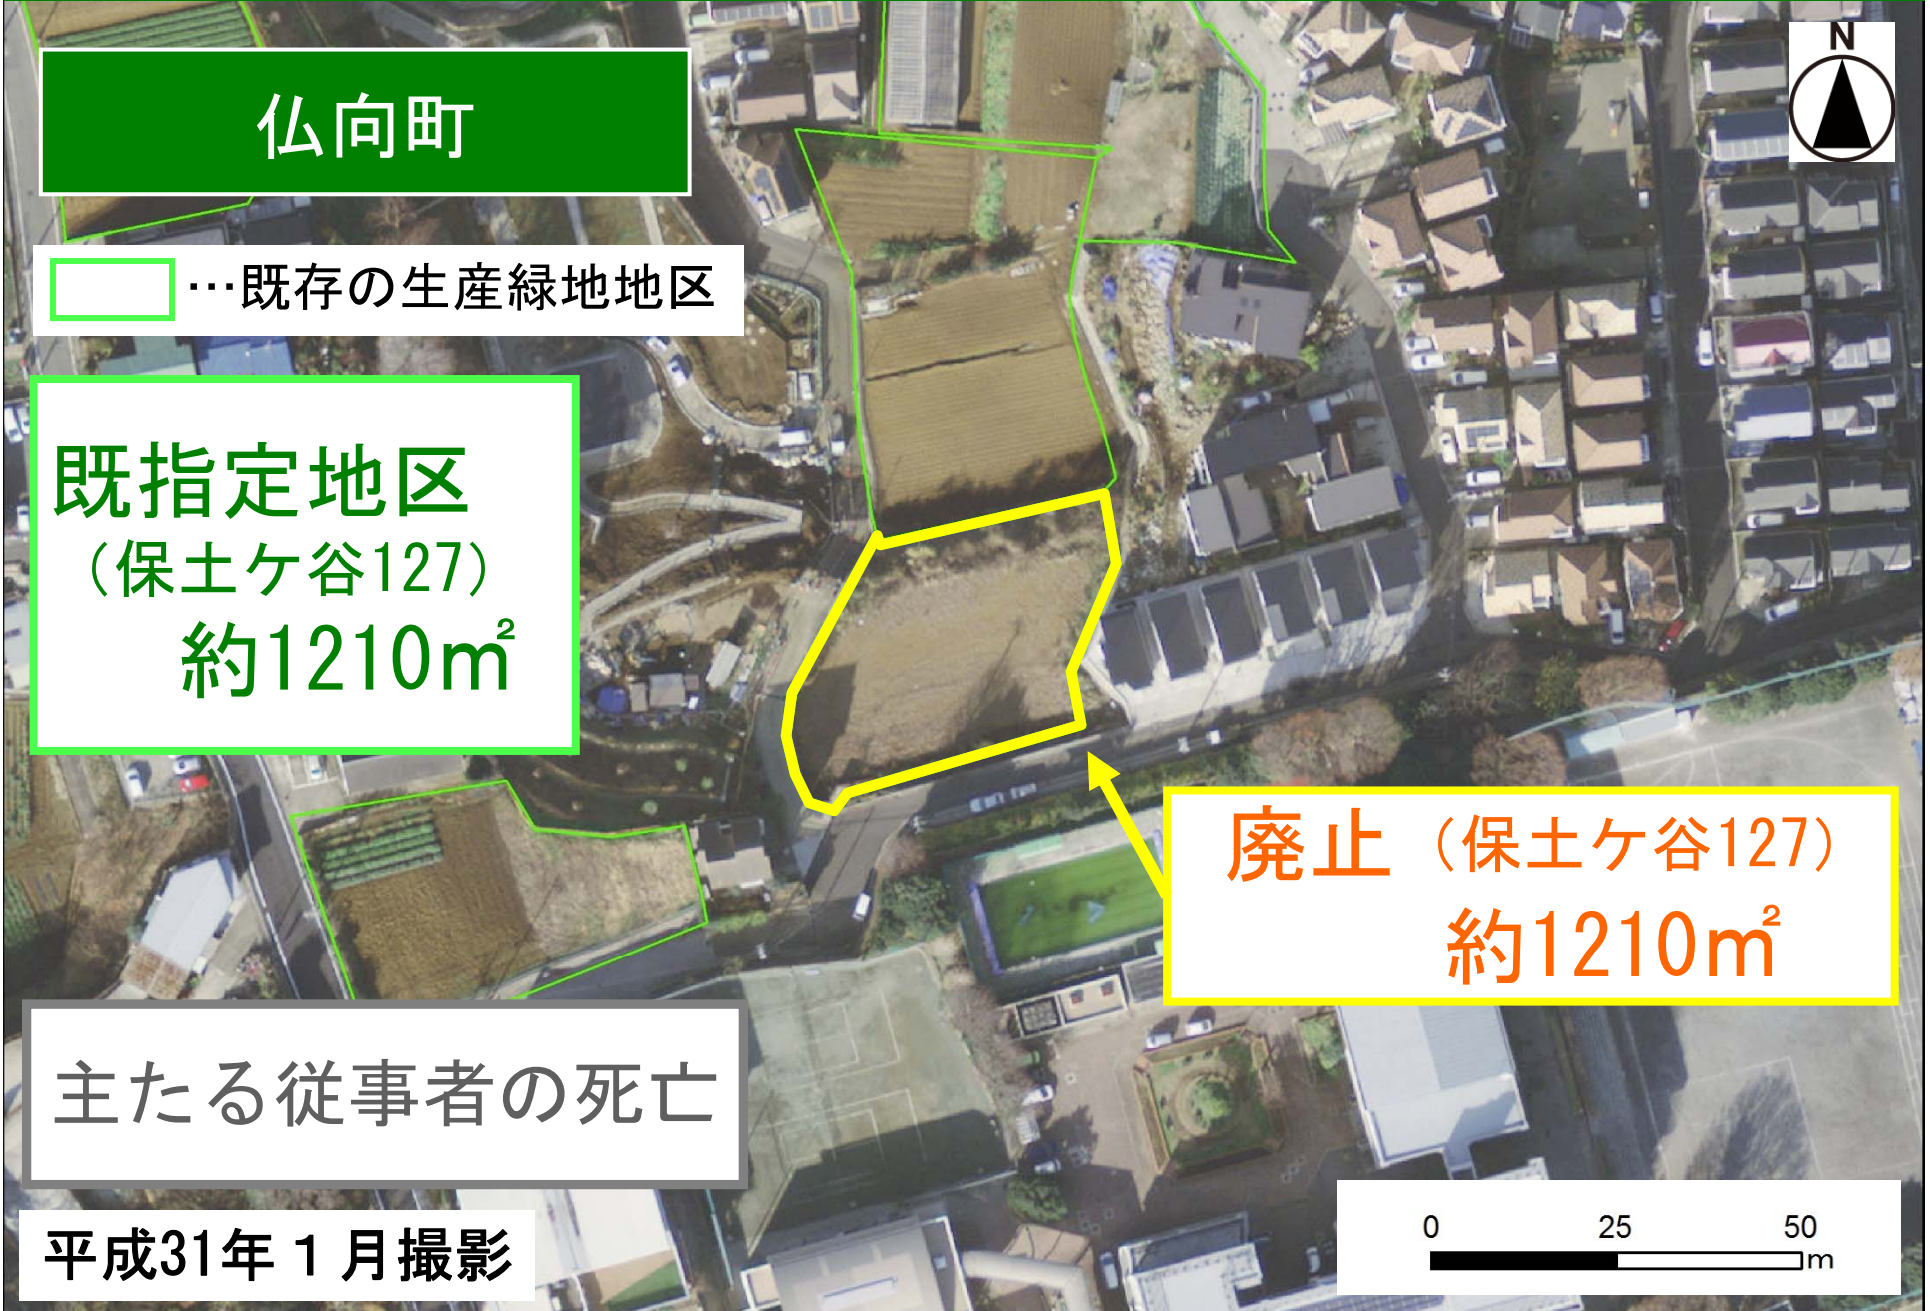 仏向町
N
…既存の生産緑地地区
既指定地区
（保土ケ谷127）
約1210㎡
廃止（保土ケ谷127）
約1210㎡
主たる従事者の死亡
平成31年１月撮影
0 25 50
m